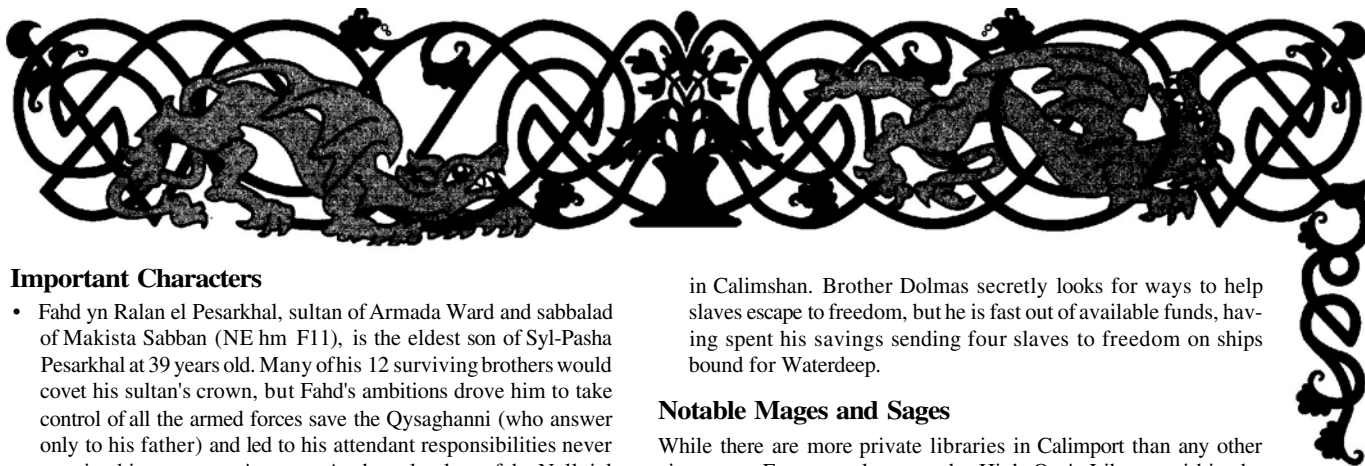 Important Characters
• Fahd yn Ralan el Pesarkhal, sultan of Armada Ward and sabbalad
of Makista Sabban (NE hm F11), is the eldest son of Syl-Pasha
Pesarkhal at 39 years old. Many of his 12 surviving brothers would
covet his sultan's crown, but Fahd's ambitions drove him to take
control of all the armed forces save the Qysaghanni (who answer
only to his father) and led to his attendant responsibilities never
in Calimshan. Brother Dolmas secretly looks for ways to help
slaves escape to freedom, but he is fast out of available funds, hav-
ing spent his savings sending four slaves to freedom on ships
bound for Waterdeep.
Notable Mages and Sages
While there are more private libraries in Calimport than any other